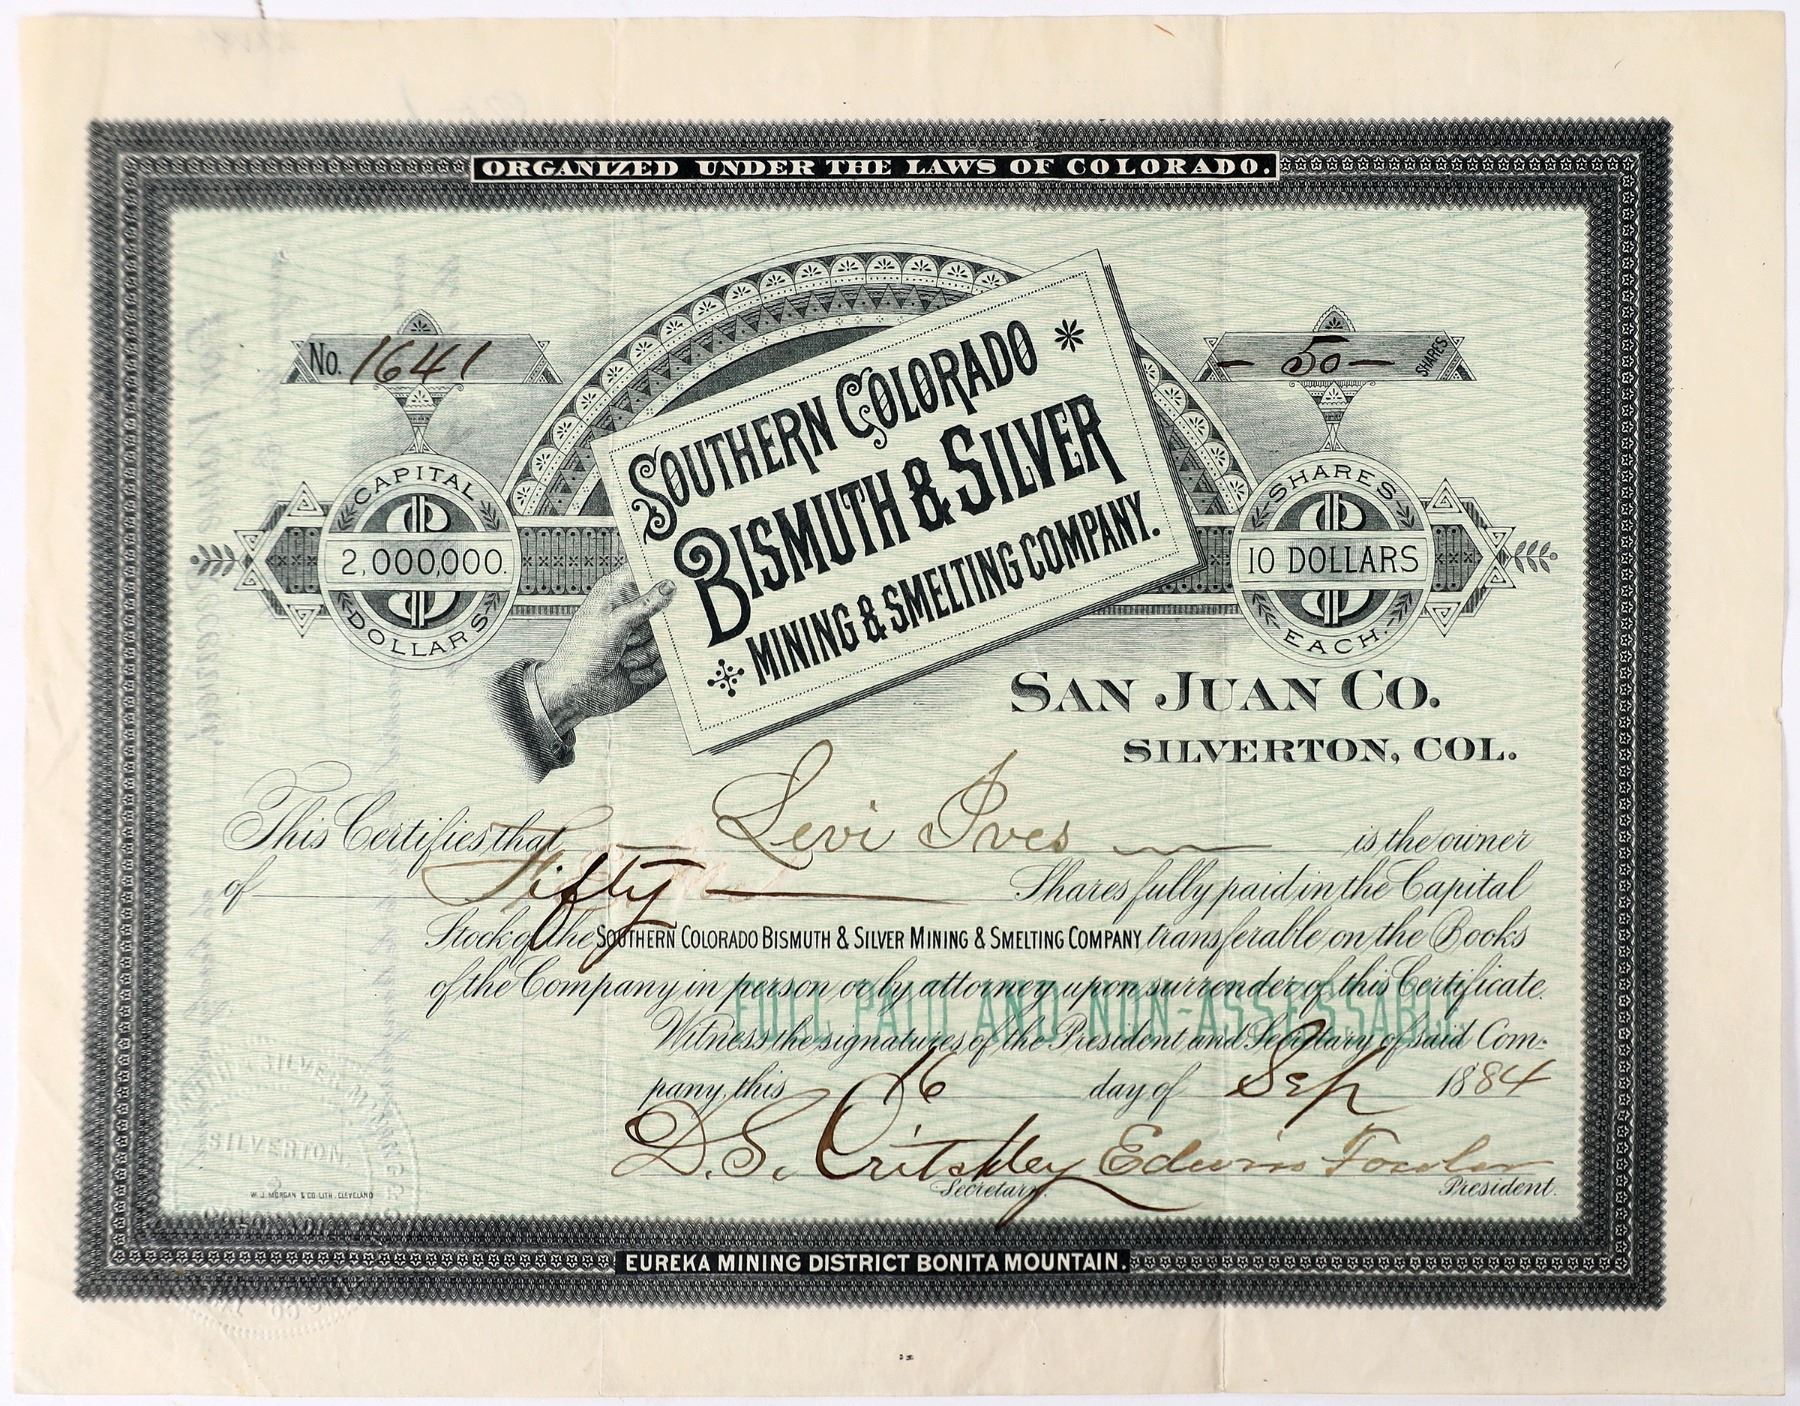 ORGANIZED UNDER THE LAWS OF COLORADO.
No. 1641
- 50 - SHARES
SOUTHERN COLORADO
BISMUTH & SILVER
MINING & SMELTING COMPANY.
CAPITAL
2,000,000.
DOLLARS
SHARES
10 DOLLARS
EACH.
SAN JUAN CO.
SILVERTON, COL.
This Certifies that Levi Ives is the owner
of Fifty Shares fully paid in the Capital
Stock of the SOUTHERN COLORADO BISMUTH & SILVER MINING & SMELTING COMPANY transferable on the Books
of the Company in person or by attorney upon surrender of this Certificate.
FULL PAID AND NON-ASSESSABLE
Witness the signatures of the President and Secretary of said Com-
pany, this 16 day of Sep 1884
D. S. Critchley Edwin Fowler
Secretary. President.
SILVERTON.
W. J. MORGAN & CO. LITH. CLEVELAND
EUREKA MINING DISTRICT BONITA MOUNTAIN.